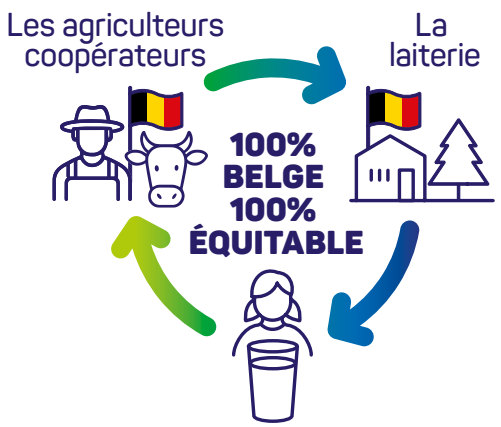 Les agriculteurs
coopérateurs
La
laiterie
100%
BELGE
100%
ÉQUITABLE